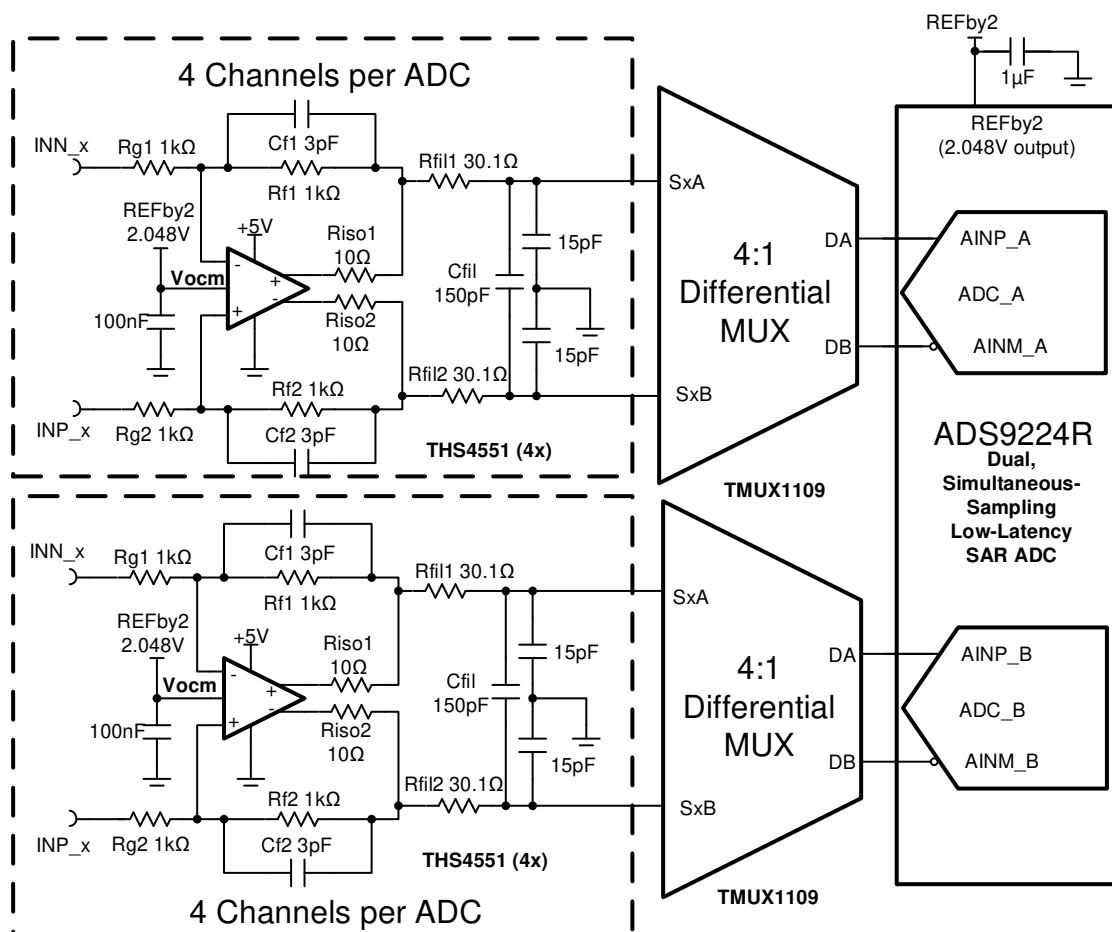 4 Channels per ADC
Cf1 3pF
INN_x
Rg1 1kΩ
Rf1 1kΩ
Rfil1 30.1Ω
REFby2
2.048V
+5V
Vocm
-
+
+
-
Riso1
10Ω
Riso2
10Ω
100nF
15pF
Cfil
150pF
15pF
INP_x
Rg2 1kΩ
Rf2 1kΩ
Cf2 3pF
Rfil2 30.1Ω
THS4551 (4x)
SxA
SxB
4:1
Differential
MUX
DA
DB
TMUX1109
REFby2
1µF
REFby2
(2.048V output)
AINP_A
ADC_A
AINM_A
ADS9224R
Dual,
Simultaneous-
Sampling
Low-Latency
SAR ADC
INN_x
Rg1 1kΩ
Cf1 3pF
Rf1 1kΩ
Rfil1 30.1Ω
REFby2
2.048V
+5V
Vocm
-
+
+
-
Riso1
10Ω
Riso2
10Ω
100nF
15pF
Cfil
150pF
15pF
INP_x
Rg2 1kΩ
Rf2 1kΩ
Cf2 3pF
Rfil2 30.1Ω
THS4551 (4x)
4 Channels per ADC
SxA
SxB
4:1
Differential
MUX
DA
DB
TMUX1109
AINP_B
ADC_B
AINM_B